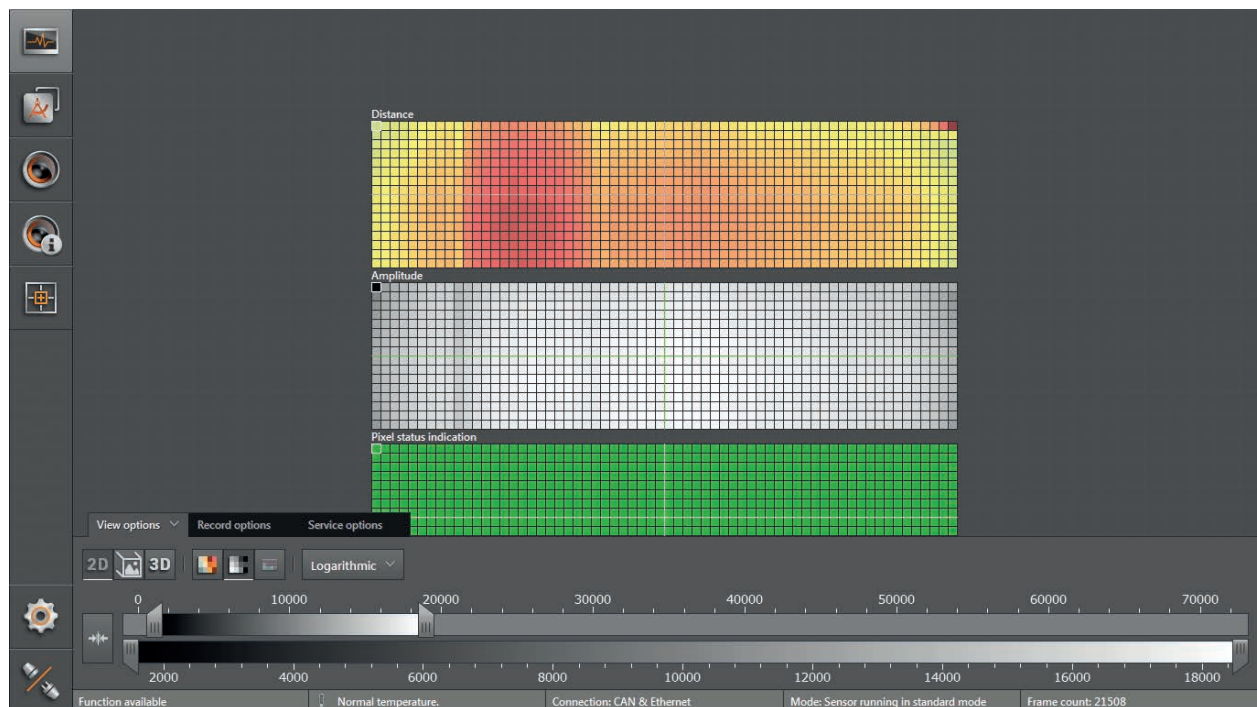 Distance
Amplitude
Pixel status indication
View options Record options Service options
2D 3D Logarithmic
0 10000 20000 30000 40000 50000 60000 70000
2000 4000 6000 8000 10000 12000 14000 16000 18000
Function available Normal temperature. Connection: CAN & Ethernet Mode: Sensor running in standard mode Frame count: 21508